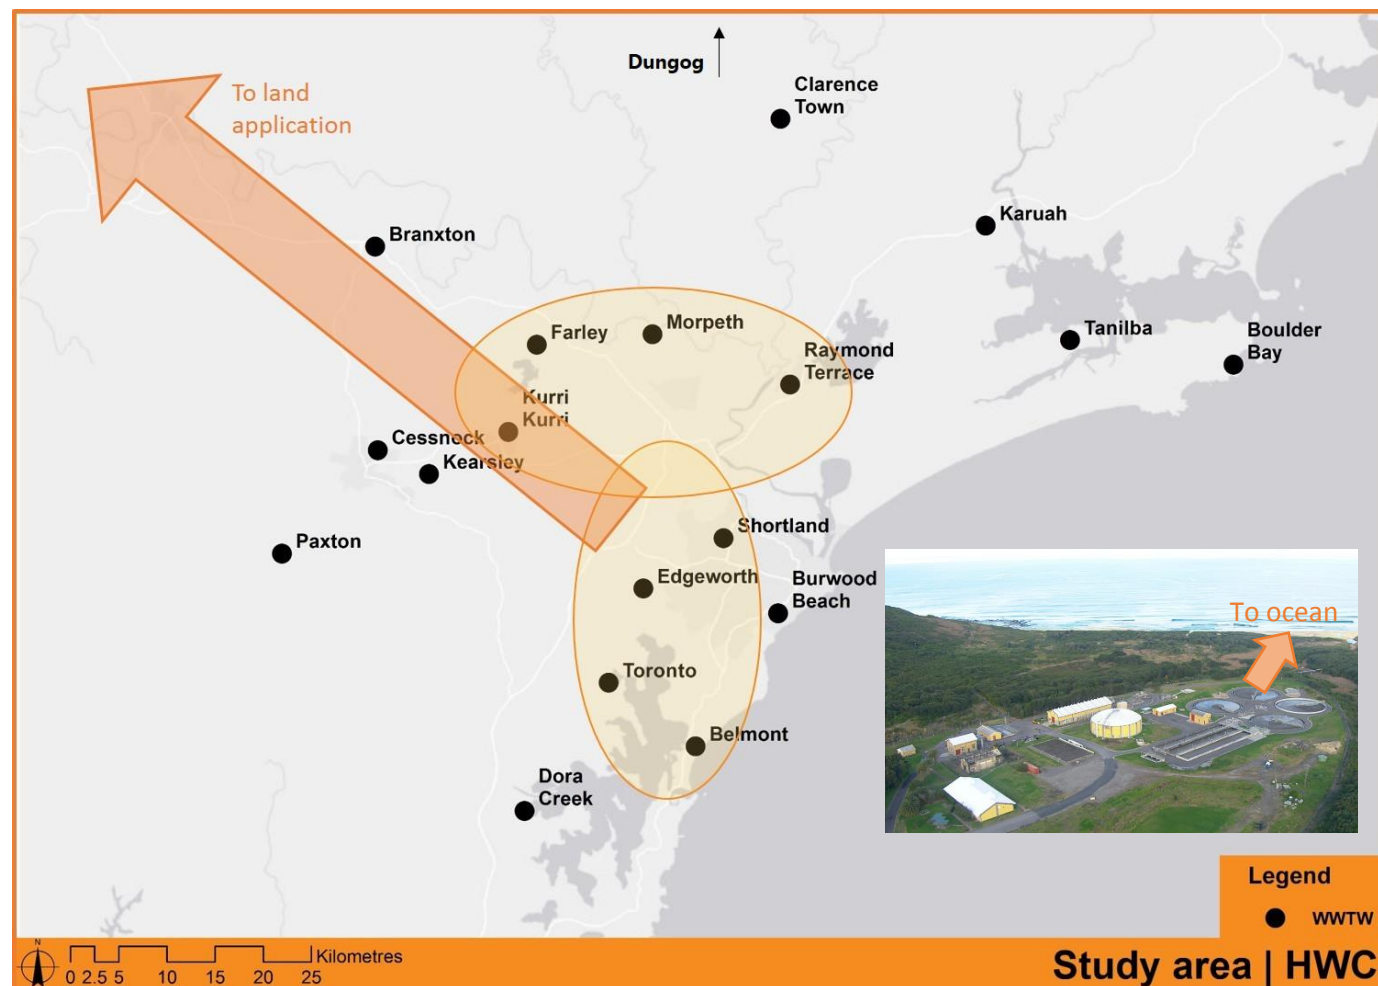 Dungog
Clarence
Town
To land
application
Karuah
Branxton
Farley
Morpeth
Raymond
Terrace
Tanilba
Boulder
Bay
Kurri
Kurri
Cessnock
Kearsley
Paxton
Shortland
Edgeworth
Burwood
Beach
To ocean
Toronto
Belmont
Dora
Creek
Legend
WWTW
N
Kilometres
0 2.5 5 10 15 20 25
Study area | HWC